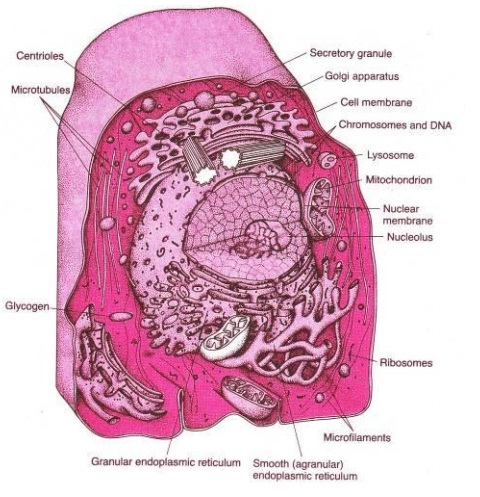 Centrioles
Microtubules
Secretory granule
Golgi apparatus
Cell membrane
Chromosomes and DNA
Lysosome
Mitochondrion
Nuclear
membrane
Nucleolus
Glycogen
Ribosomes
Microfilaments
Granular endoplasmic reticulum
Smooth (agranular)
endoplasmic reticulum